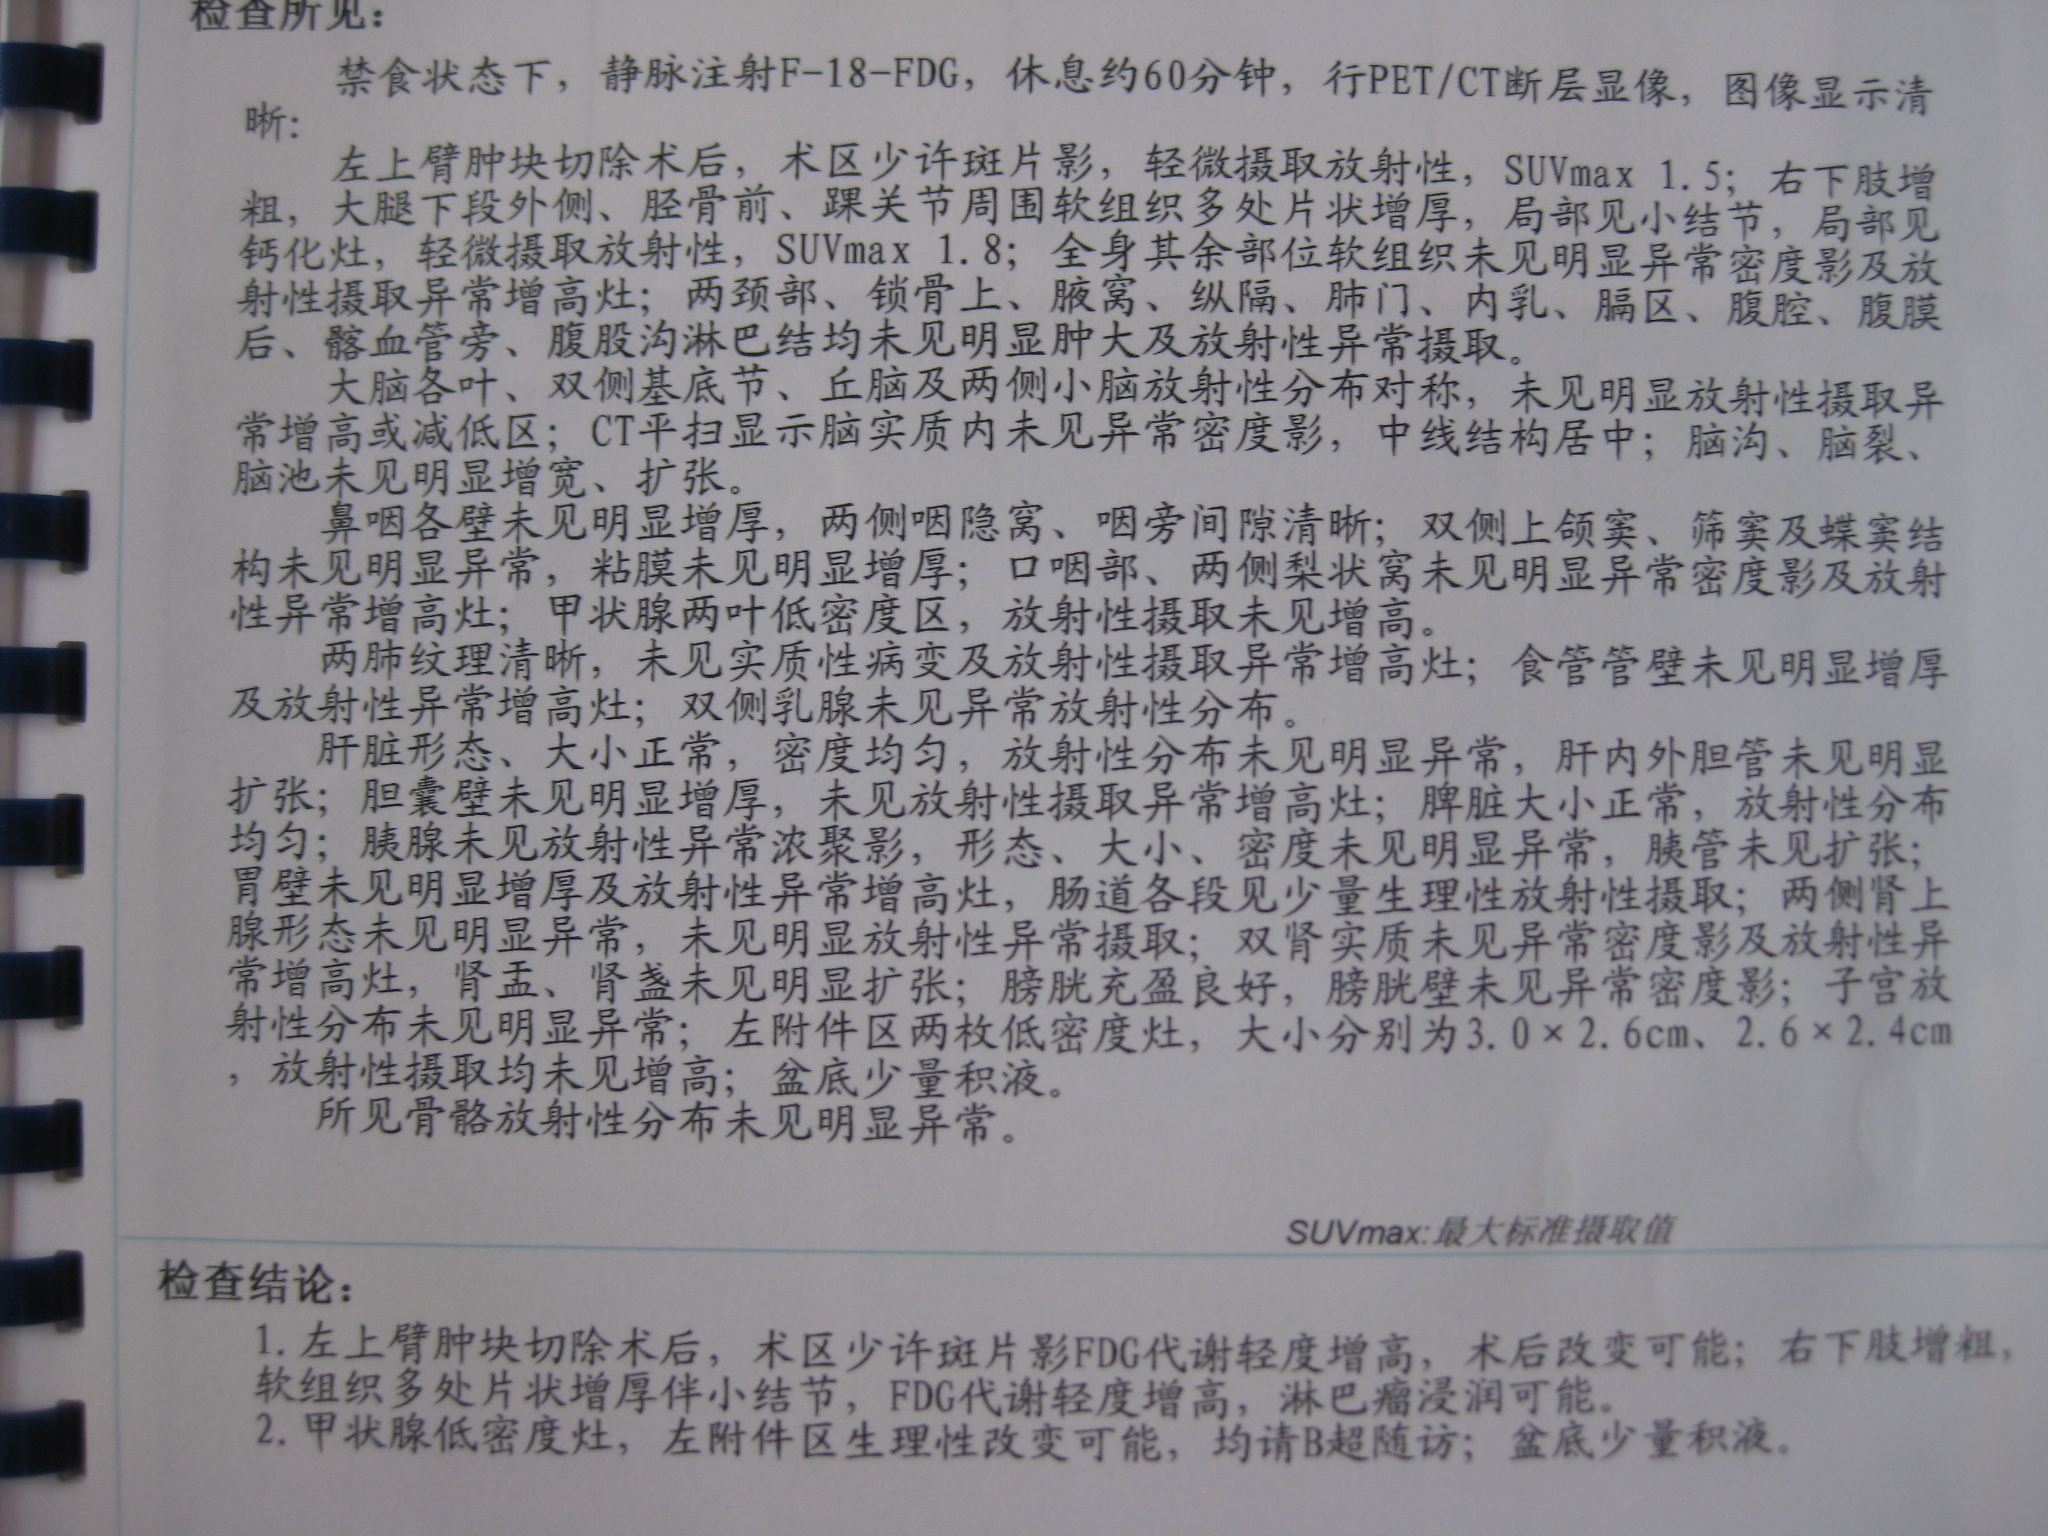 检查所见：
禁食状态下，静脉注射F-18-FDG，休息约60分钟，行PET/CT断层显像，图像显示清
晰：
左上臂肿块切除术后，术区少许斑片影，轻微摄取放射性，SUVmax 1.5；右下肢增
粗，大腿下段外侧、胫骨前、踝关节周围软组织多处片状增厚，局部见小结节，局部见
钙化灶，轻微摄取放射性，SUVmax 1.8；全身其余部位软组织未见明显异常密度影及放
射性摄取异常增高灶；两颈部、锁骨上、腋窝、纵隔、肺门、内乳、膈区、腹腔、腹膜
后、髂血管旁、腹股沟淋巴结均未见明显肿大及放射性异常摄取。
大脑各叶、双侧基底节、丘脑及两侧小脑放射性分布对称，未见明显放射性摄取异
常增高或减低区；CT平扫显示脑实质内未见异常密度影，中线结构居中；脑沟、脑裂、
脑池未见明显增宽、扩张。
鼻咽各壁未见明显增厚，两侧咽隐窝、咽旁间隙清晰；双侧上颌窦、筛窦及蝶窦结
构未见明显异常，粘膜未见明显增厚；口咽部、两侧梨状窝未见明显异常密度影及放射
性异常增高灶；甲状腺两叶低密度区，放射性摄取未见增高。
两肺纹理清晰，未见实质性病变及放射性摄取异常增高灶；食管管壁未见明显增厚
及放射性异常增高灶；双侧乳腺未见异常放射性分布。
肝脏形态、大小正常，密度均匀，放射性分布未见明显异常，肝内外胆管未见明显
扩张；胆囊壁未见明显增厚，未见放射性摄取异常增高灶；脾脏大小正常，放射性分布
均匀；胰腺未见放射性异常浓聚影，形态、大小、密度未见明显异常，胰管未见扩张；
胃壁未见明显增厚及放射性异常增高灶，肠道各段见少量生理性放射性摄取；两侧肾上
腺形态未见明显异常，未见明显放射性异常摄取；双肾实质未见异常密度影及放射性异
常增高灶，肾盂、肾盏未见明显扩张；膀胱充盈良好，膀胱壁未见异常密度影；子宫放
射性分布未见明显异常；左附件区两枚低密度灶，大小分别为3.0×2.6cm、2.6×2.4cm
，放射性摄取均未见增高；盆底少量积液。
所见骨骼放射性分布未见明显异常。
SUVmax:最大标准摄取值
检查结论：
1.左上臂肿块切除术后，术区少许斑片影FDG代谢轻度增高，术后改变可能；右下肢增粗，
软组织多处片状增厚伴小结节，FDG代谢轻度增高，淋巴瘤浸润可能。
2.甲状腺低密度灶，左附件区生理性改变可能，均请B超随访；盆底少量积液。